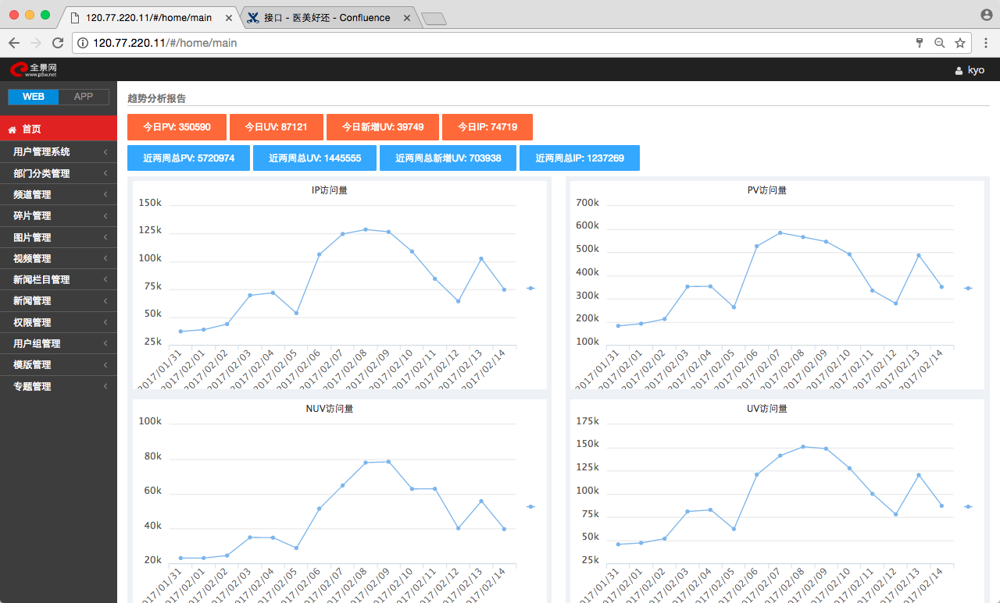 120.77.220.11/#/home/main
接口 - 医美好还 - Confluence
120.77.220.11/#/home/main
全景网
www.p5w.net
kyo
WEB
APP
首页
用户管理系统
部门分类管理
频道管理
碎片管理
图片管理
视频管理
新闻栏目管理
新闻管理
权限管理
用户组管理
模版管理
专题管理
趋势分析报告
今日PV: 350590
今日UV: 87121
今日新增UV: 39749
今日IP: 74719
近两周总PV: 5720974
近两周总UV: 1445555
近两周总新增UV: 703938
近两周总IP: 1237269
IP访问量
150k
125k
100k
75k
50k
25k
2017/01/31
2017/02/01
2017/02/02
2017/02/03
2017/02/04
2017/02/05
2017/02/06
2017/02/07
2017/02/08
2017/02/09
2017/02/10
2017/02/11
2017/02/12
2017/02/13
2017/02/14
PV访问量
700k
600k
500k
400k
300k
200k
100k
2017/01/31
2017/02/01
2017/02/02
2017/02/03
2017/02/04
2017/02/05
2017/02/06
2017/02/07
2017/02/08
2017/02/09
2017/02/10
2017/02/11
2017/02/12
2017/02/13
2017/02/14
NUV访问量
100k
80k
60k
40k
20k
2017/01/31
2017/02/01
2017/02/02
2017/02/03
2017/02/04
2017/02/05
2017/02/06
2017/02/07
2017/02/08
2017/02/09
2017/02/10
2017/02/11
2017/02/12
2017/02/13
2017/02/14
UV访问量
175k
150k
125k
100k
75k
50k
25k
2017/01/31
2017/02/01
2017/02/02
2017/02/03
2017/02/04
2017/02/05
2017/02/06
2017/02/07
2017/02/08
2017/02/09
2017/02/10
2017/02/11
2017/02/12
2017/02/13
2017/02/14